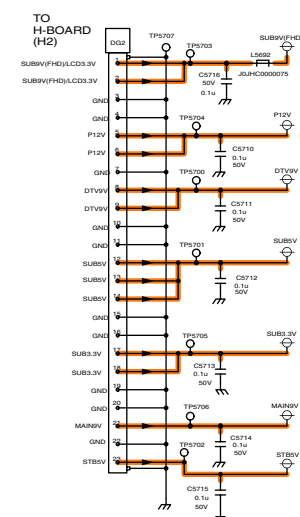 TO
H-BOARD
(H2)
DG2
TP5707
TP5703
SUB9V(FHD
L5692
J0JHC0000075
C5716
50V
0.1u
1
SUB9V(FHD)/LCD3.3V
2
SUB9V(FHD)/LCD3.3V
3
GND
4
GND
TP5704
P12V
5
P12V
6
P12V
C5710
0.1u
50V
7
GND
TP5700
DTV9V
8
DTV9V
9
DTV9V
C5711
0.1u
50V
10
GND
11
GND
TP5701
SUB5V
12
SUB5V
13
SUB5V
14
SUB5V
C5712
0.1u
50V
15
GND
16
GND
TP5705
SUB3.3V
17
SUB3.3V
18
SUB3.3V
C5713
0.1u
50V
19
GND
20
GND
TP5706
MAIN9V
21
MAIN9V
22
GND
C5714
0.1u
50V
TP5702
STB5V
23
STB5V
C5715
0.1u
50V